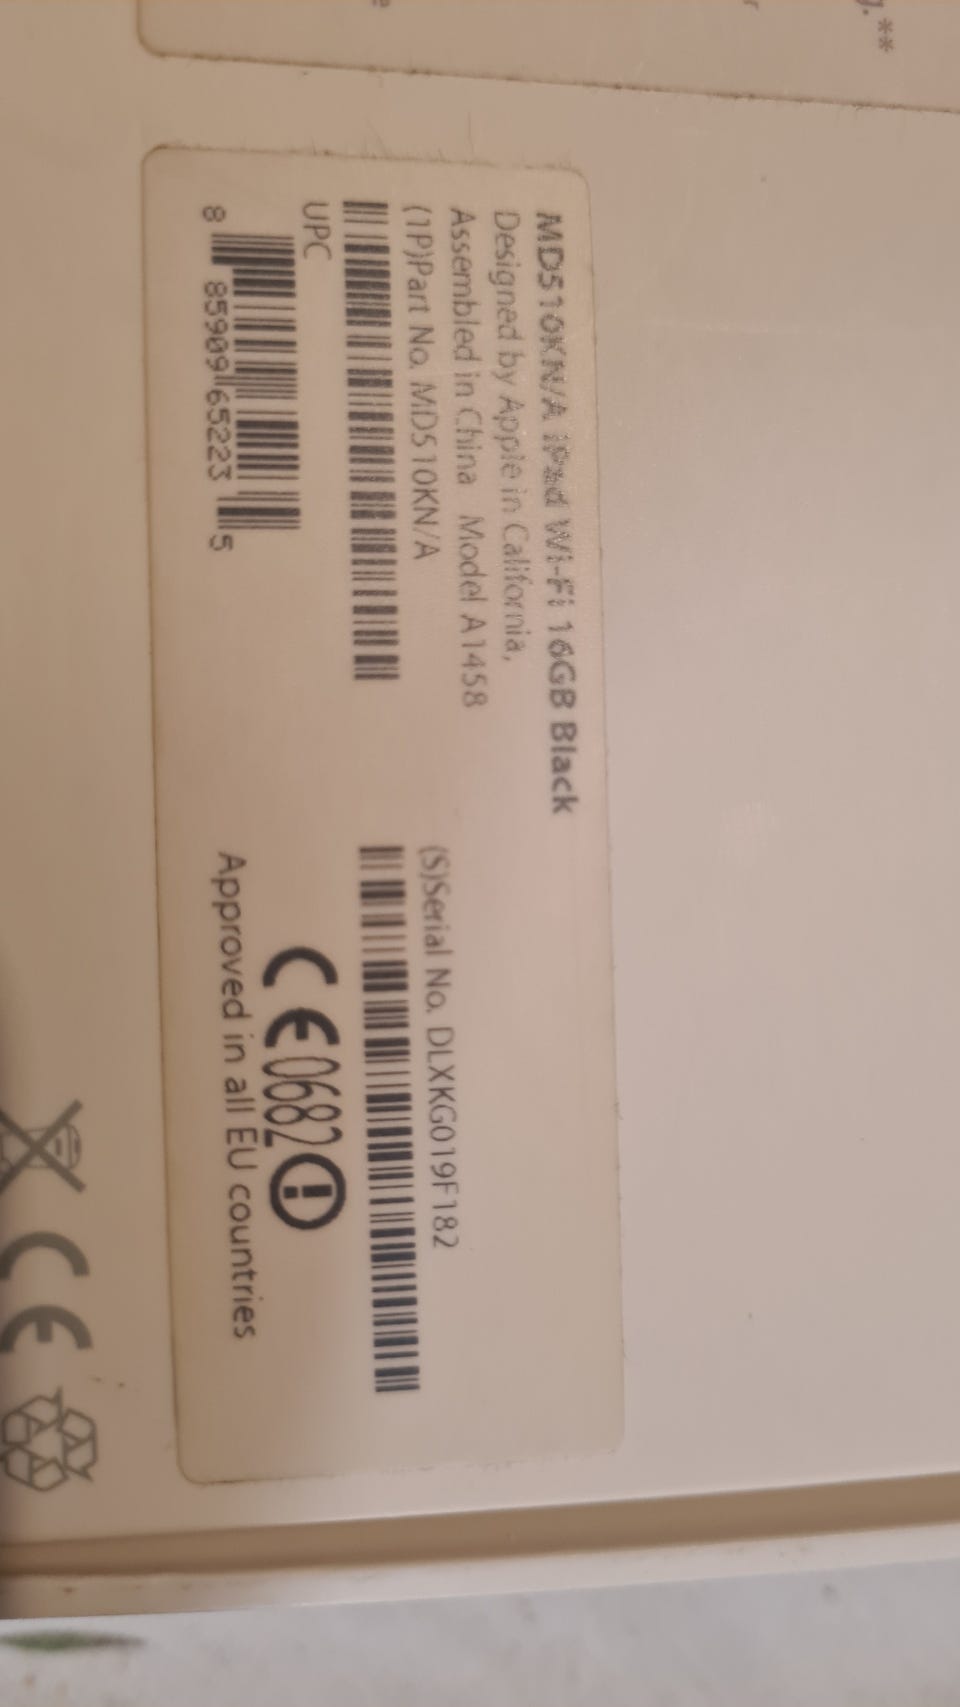 MD510KN/A iPad Wi-Fi 16GB Black
Designed by Apple in California,
Assembled in China Model A1458
(1P)Part No. MD510KN/A
UPC
8 85909 65223 5
(S)Serial No. DLXKG019F182
CE0682
Approved in all EU countries
CE